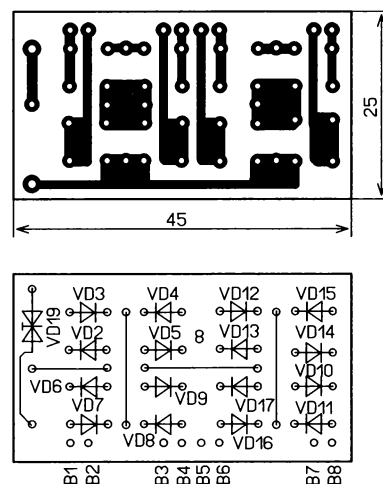 25
45
VD3 VD4 VD12 VD15
VD19
VD2 VD5 8 VD13 VD14
VD6 VD9 VD17 VD10
VD7 VD8 VD16 VD11
B1 B2 B3 B4 B5 B6 B7 B8